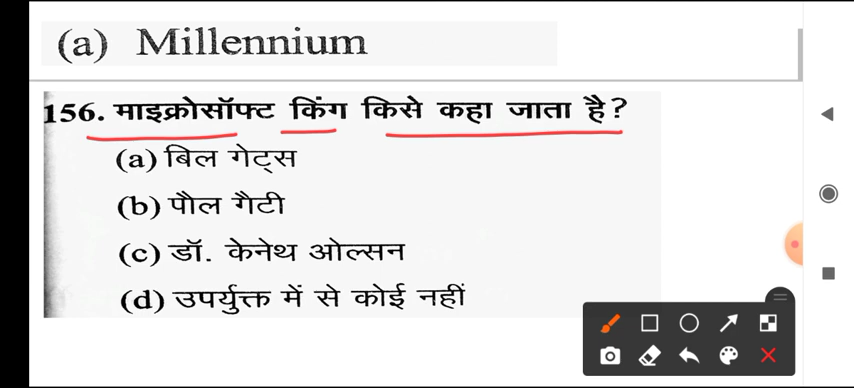 (a) Millennium
156. माइक्रोसॉफ्ट किंग किसे कहा जाता है?
(a) बिल गेट्स
(b) पौल गैटी
(c) डॉ. केनेथ ओल्सन
(d) उपर्युक्त में से कोई नहीं